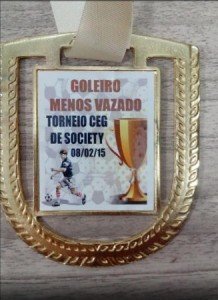 GOLEIRO
MENOS VAZADO
TORNEIO CEG
DE SOCIETY
08/02/15